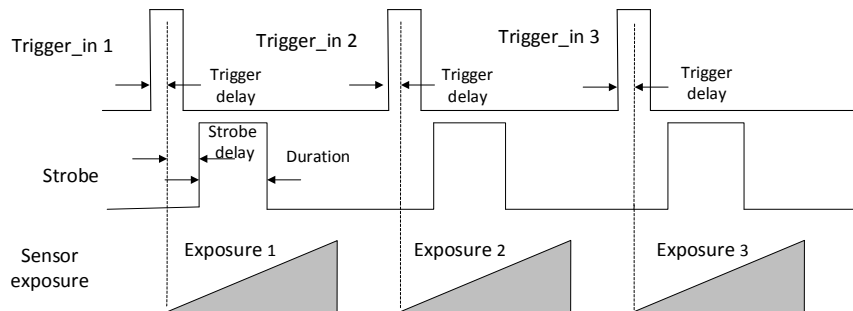 Trigger_in 1
Trigger_in 2
Trigger_in 3
Trigger
delay
Trigger
delay
Trigger
delay
Strobe
Strobe
delay
Duration
Sensor
exposure
Exposure 1
Exposure 2
Exposure 3